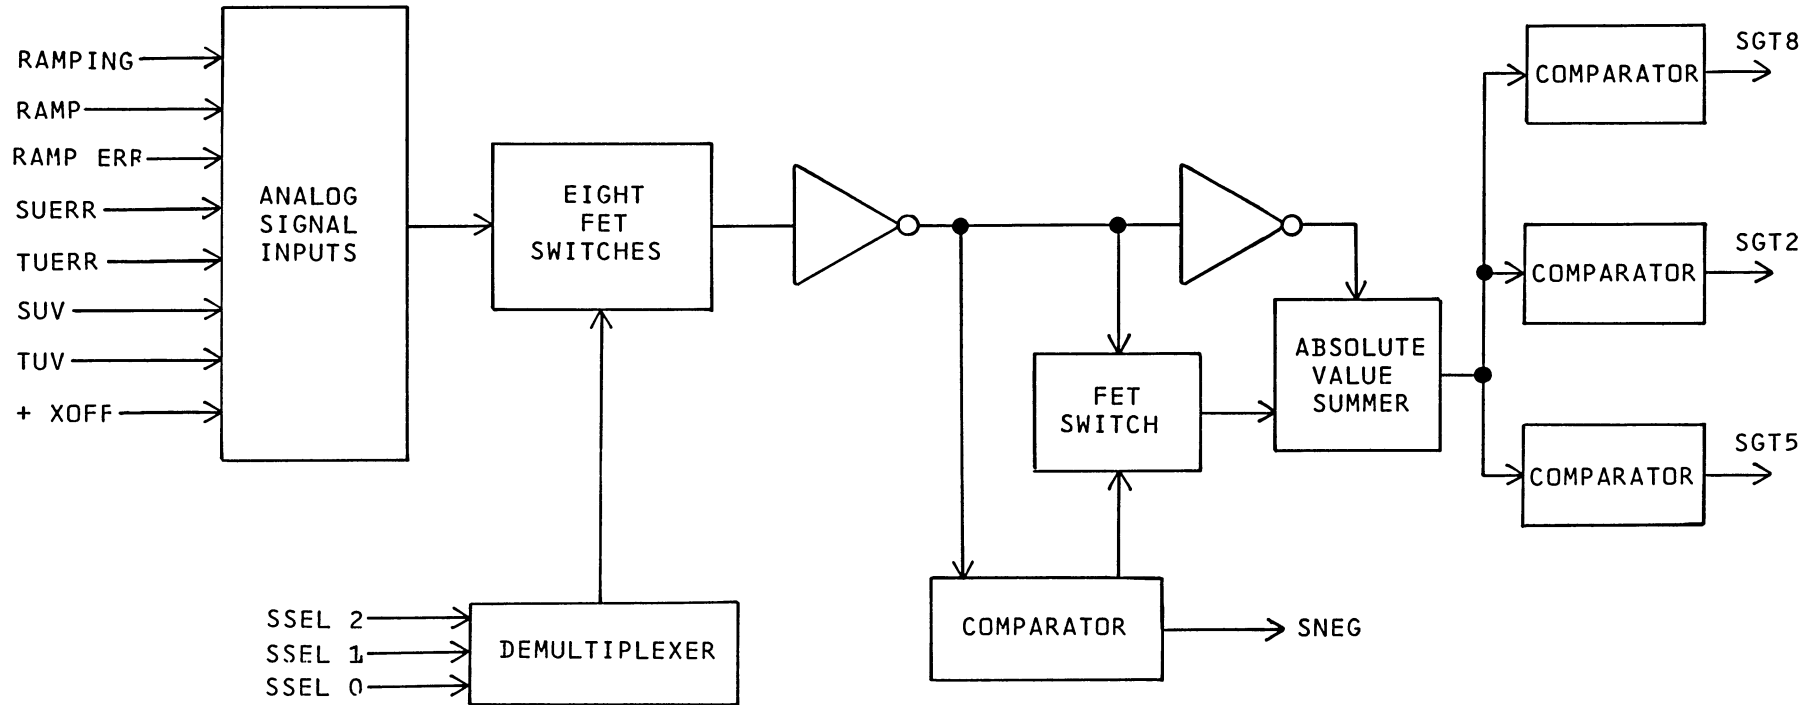 RAMPING
RAMP
RAMP ERR
SUERR
TUERR
SUV
TUV
+ XOFF
ANALOG
SIGNAL
INPUTS
EIGHT
FET
SWITCHES
SSEL 2
SSEL 1
SSEL 0
DEMULTIPLEXER
FET
SWITCH
COMPARATOR
SNEG
ABSOLUTE
VALUE
SUMMER
COMPARATOR
SGT8
COMPARATOR
SGT2
COMPARATOR
SGT5